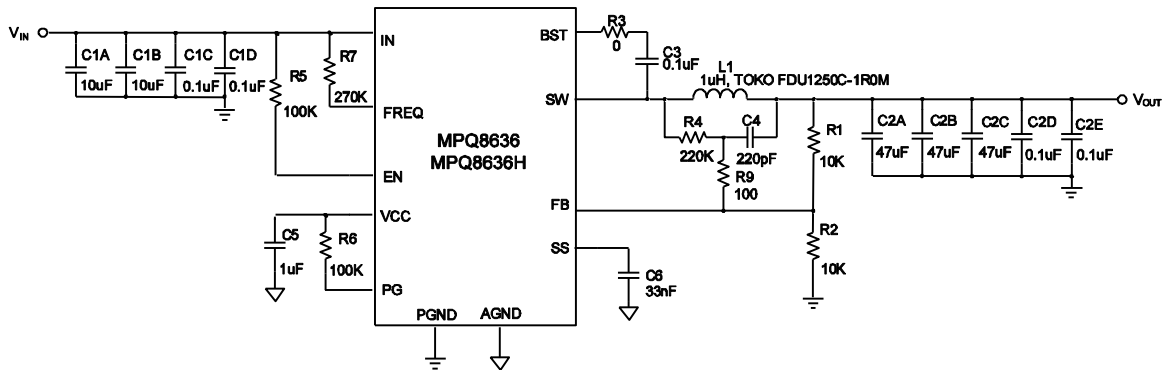 VIN
C1A
10uF
C1B
10uF
C1C
0.1uF
C1D
0.1uF
R5
100K
R7
270K
IN
FREQ
EN
VCC
PG
C5
1uF
R6
100K
MPQ8636
MPQ8636H
PGND
AGND
BST
SW
FB
SS
R3
0
C3
0.1uF
L1
1uH, TOKO FDU1250C-1R0M
R4
220K
C4
220pF
R9
100
R1
10K
R2
10K
C6
33nF
C2A
47uF
C2B
47uF
C2C
47uF
C2D
0.1uF
C2E
0.1uF
VOUT